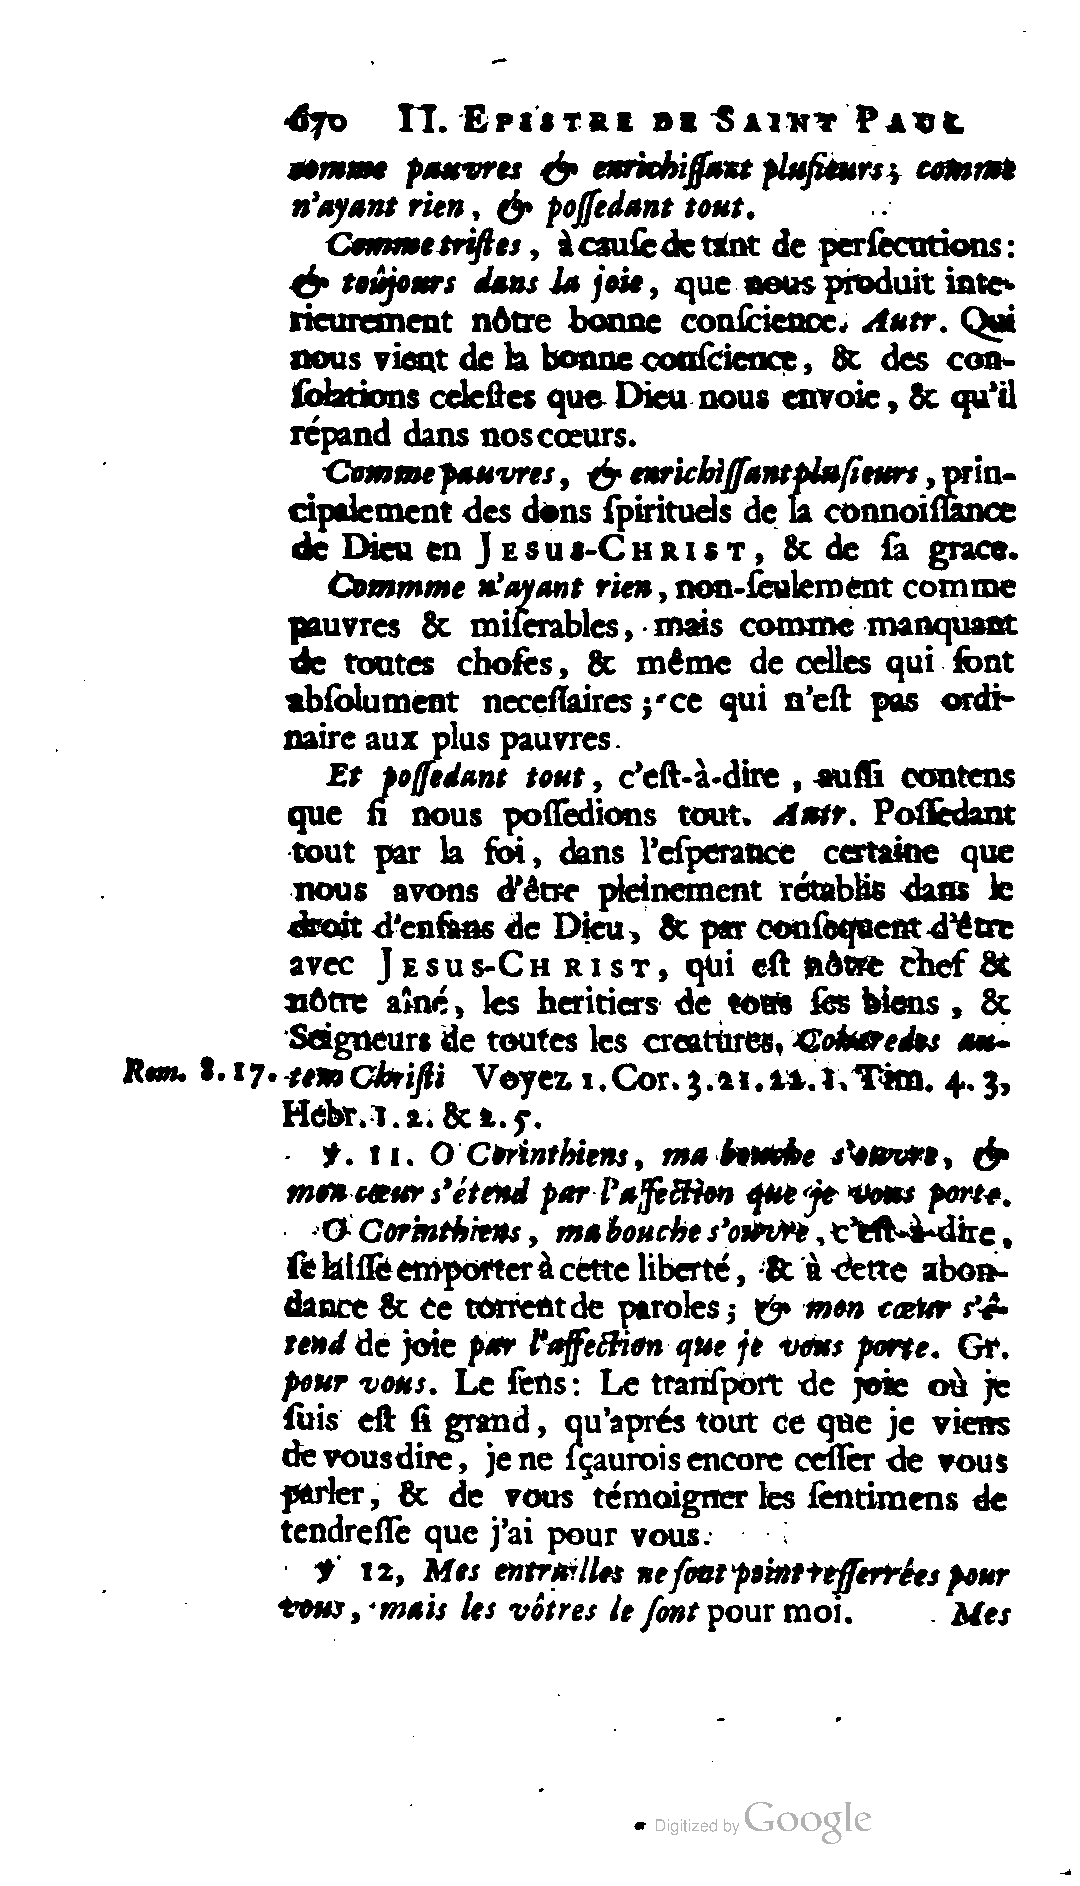 670 II. EPISTRE DE SAINT PAUL
comme pauvres & enrichiſſant pluſieurs; comme
n'ayant rien, & poſſedant tout.
Comme triſtes, à cauſe de tant de perſecutions:
& toûjours dans la joie, que nous produit inte-
rieurement nôtre bonne conſcience. Autr. Qui
nous vient de la bonne conſcience, & des con-
ſolations celeſtes que Dieu nous envoie, & qu'il
répand dans nos cœurs.
Comme pauvres, & enrichiſſant pluſieurs, prin-
cipalement des dons ſpirituels de la connoiſſance
de Dieu en JESUS-CHRIST, & de ſa grace.
Commme n'ayant rien, non-ſeulement comme
pauvres & miſerables, mais comme manquant
de toutes choſes, & même de celles qui ſont
abſolument neceſſaires; ce qui n'eſt pas ordi-
naire aux plus pauvres.
Et poſſedant tout, c'eſt-à-dire, auſſi contens
que ſi nous poſſedions tout. Autr. Poſſedant
tout par la foi, dans l'eſperance certaine que
nous avons d'être pleinement rétablis dans le
droit d'enfans de Dieu, & par conſequent d'être
avec JESUS-CHRIST, qui eſt nôtre chef &
nôtre aîné, les heritiers de tous ſes biens, &
Seigneurs de toutes les creatures. Coheredes au-
Rom. 8.17. tem Chriſti Voyez 1. Cor. 3. 21. 22. 1. Tim. 4. 3,
Hebr. 1. 2. & 2. 5.
℣. 11. O Corinthiens, ma bouche s'ouvre, &
mon cœur s'étend par l'affection que je vous porte.
O Corinthiens, ma bouche s'ouvre, c'eſt-à-dire,
ſe laiſſe emporter à cette liberté, & à cette abon-
dance & ce torrent de paroles; & mon cœur s'é-
tend de joie par l'affection que je vous porte. Gr.
pour vous. Le ſens: Le tranſport de joie où je
ſuis eſt ſi grand, qu'aprés tout ce que je viens
de vous dire, je ne ſçaurois encore ceſſer de vous
parler, & de vous témoigner les ſentimens de
tendreſſe que j'ai pour vous.
℣ 12, Mes entrailles ne ſont point reſſerrées pour
vous, mais les vôtres le ſont pour moi. Mes
Digitized by Google